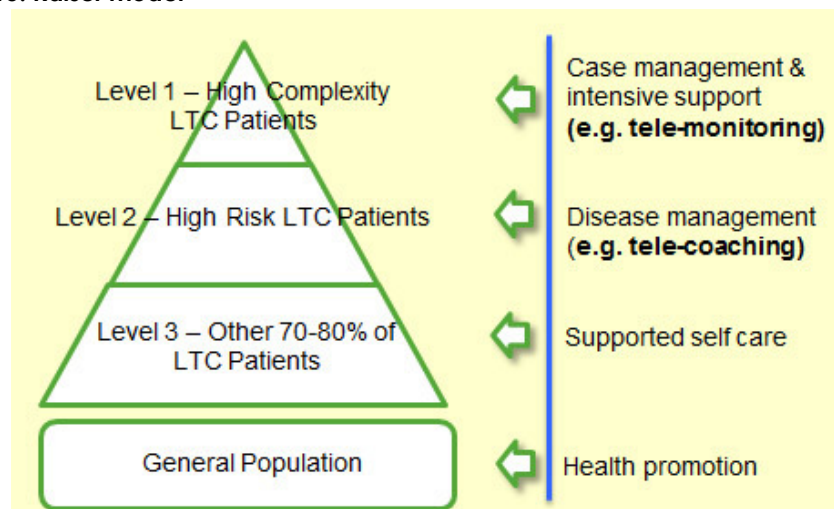 Level 1 – High Complexity
LTC Patients
Case management &
intensive support
(e.g. tele-monitoring)
Level 2 – High Risk LTC Patients
Disease management
(e.g. tele-coaching)
Level 3 – Other 70-80% of
LTC Patients
Supported self care
General Population
Health promotion